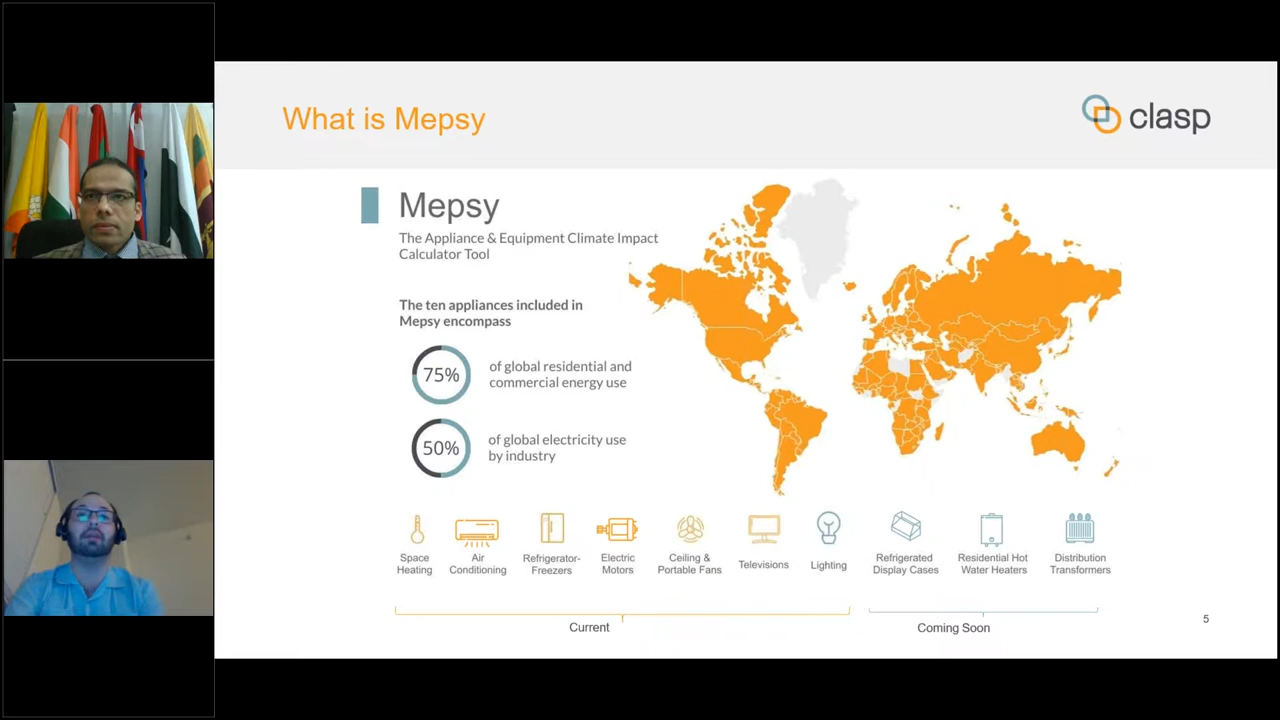 What is Mepsy
clasp
Mepsy
The Appliance & Equipment Climate Impact
Calculator Tool
The ten appliances included in
Mepsy encompass
75%
of global residential and
commercial energy use
50%
of global electricity use
by industry
Space
Heating
Air
Conditioning
Refrigerator-
Freezers
Electric
Motors
Ceiling &
Portable Fans
Televisions
Lighting
Refrigerated
Display Cases
Residential Hot
Water Heaters
Distribution
Transformers
Current
Coming Soon
5